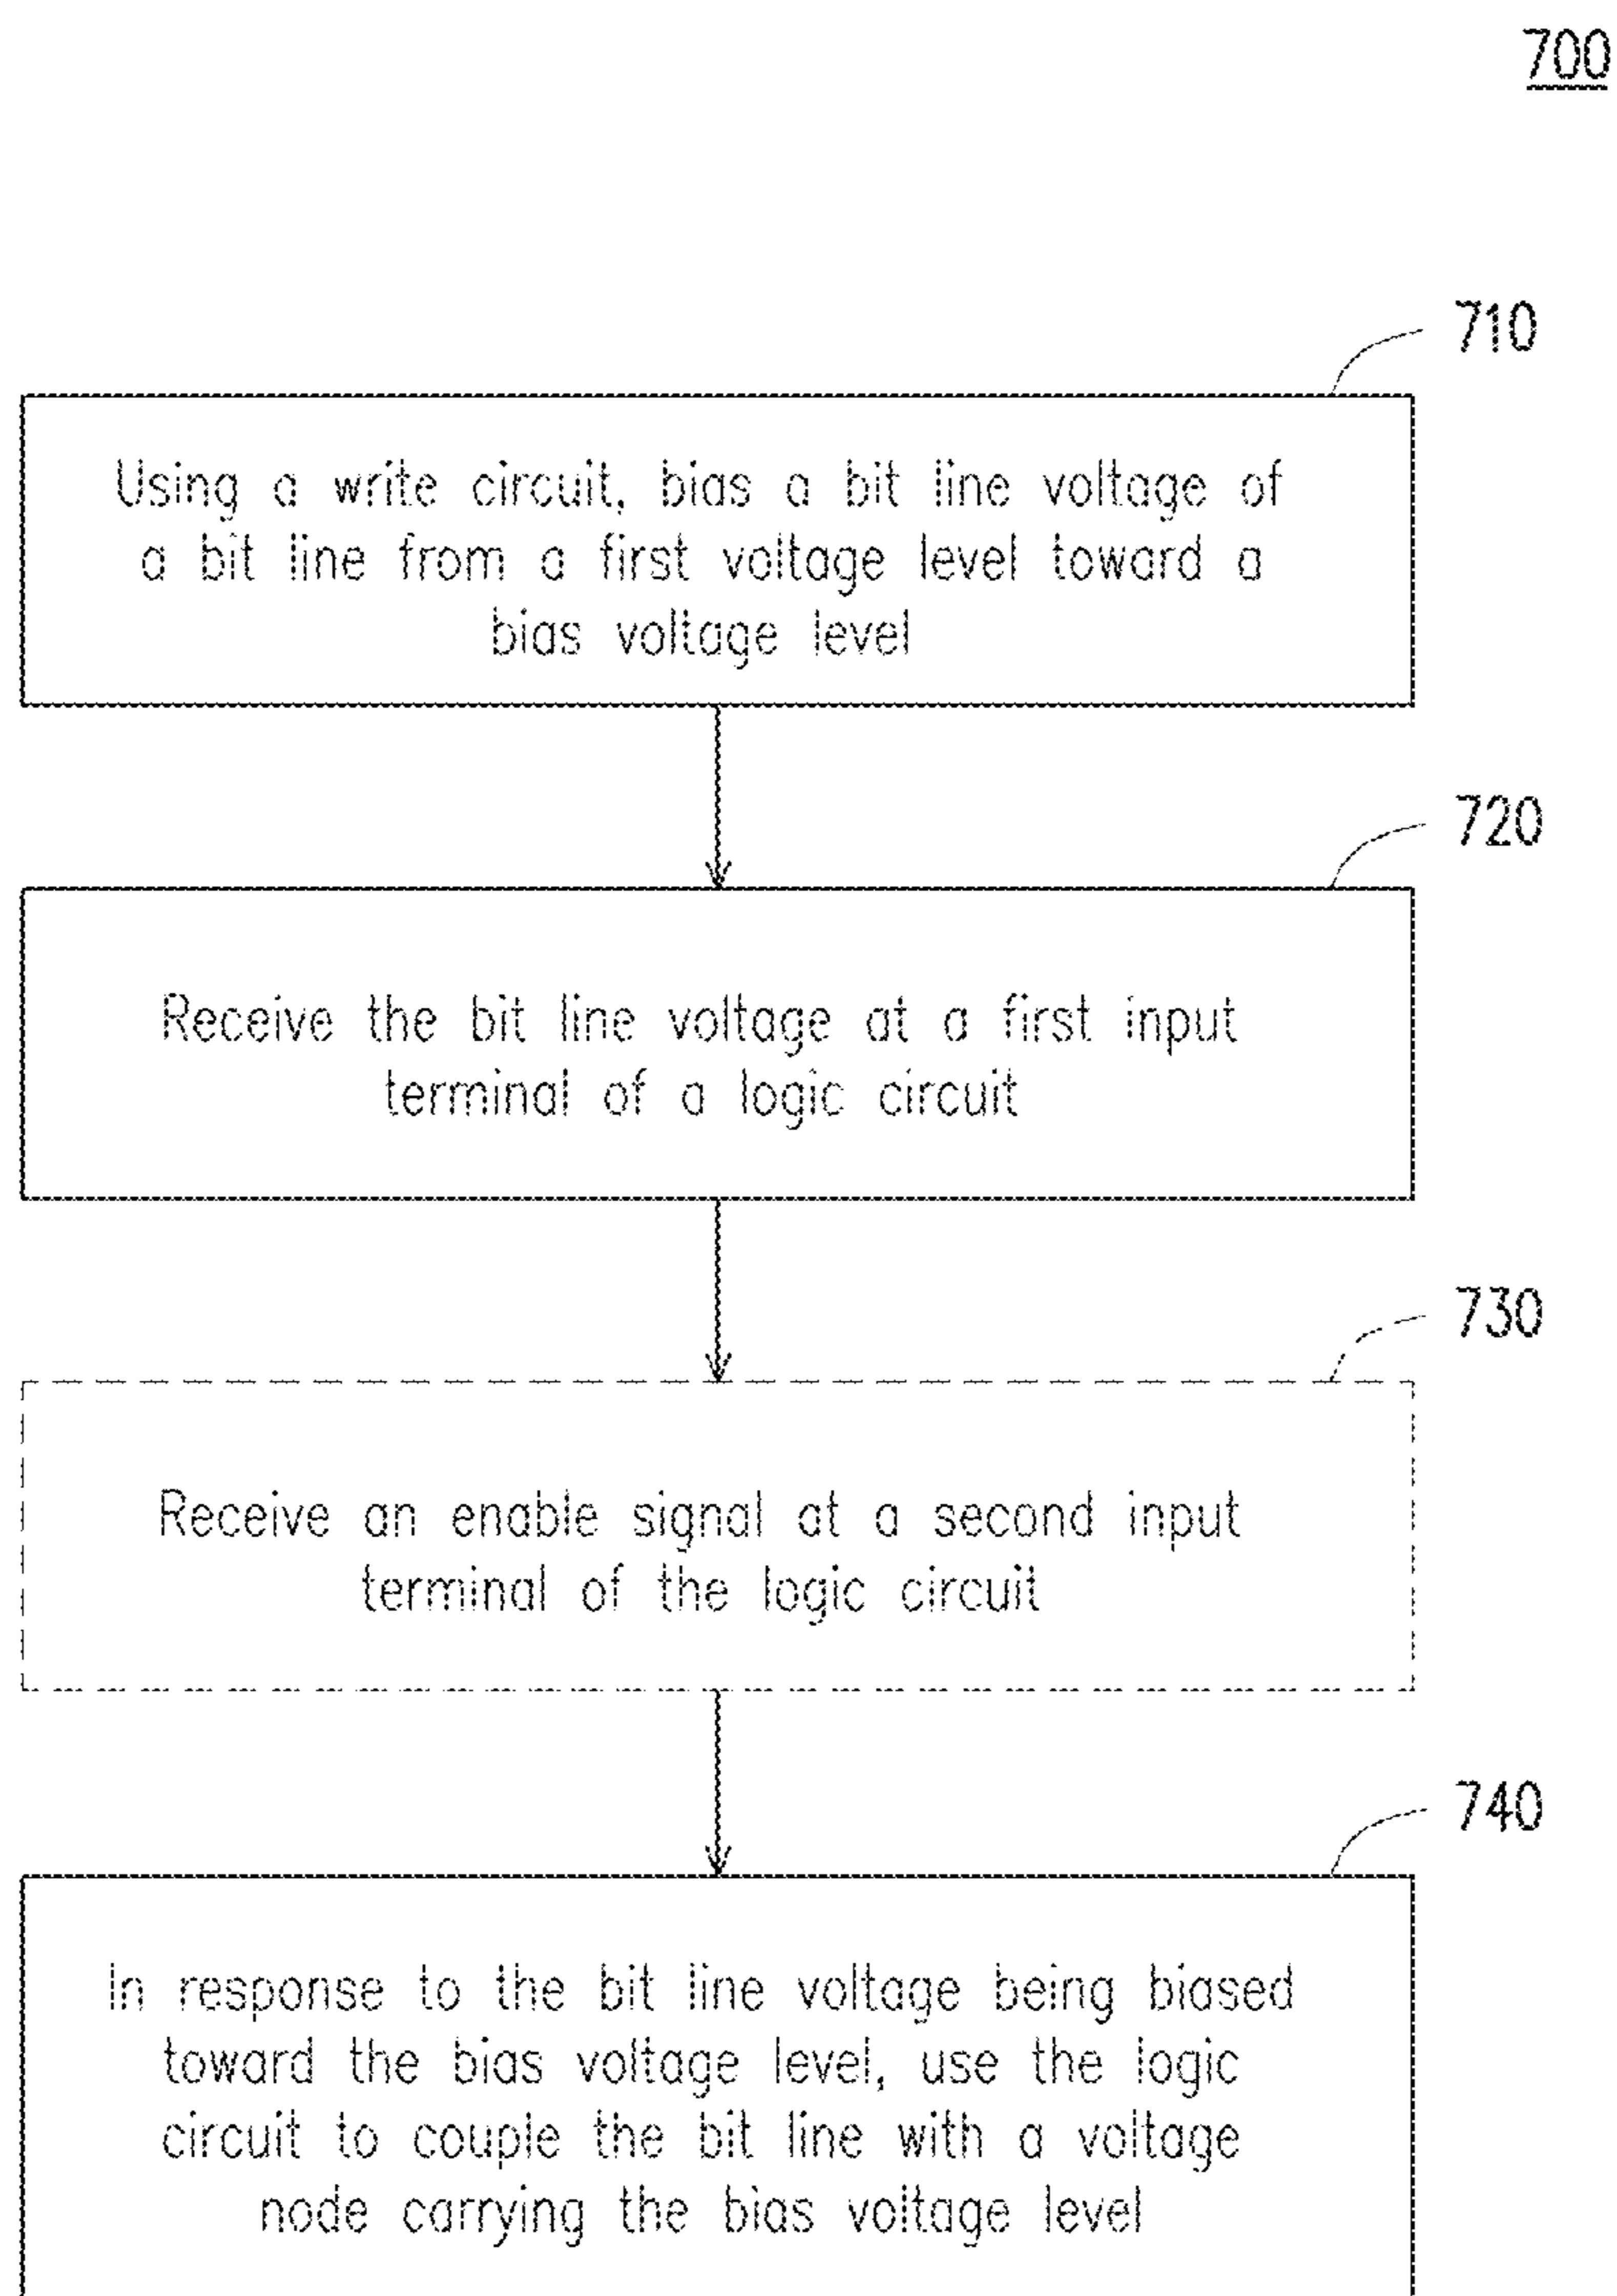 700
710
Using a write circuit, bias a bit line voltage of
a bit line from a first voltage level toward a
bias voltage level
720
Receive the bit line voltage at a first input
terminal of a logic circuit
730
Receive an enable signal at a second input
terminal of the logic circuit
740
In response to the bit line voltage being biased
toward the bias voltage level, use the logic
circuit to couple the bit line with a voltage
node carrying the bias voltage level